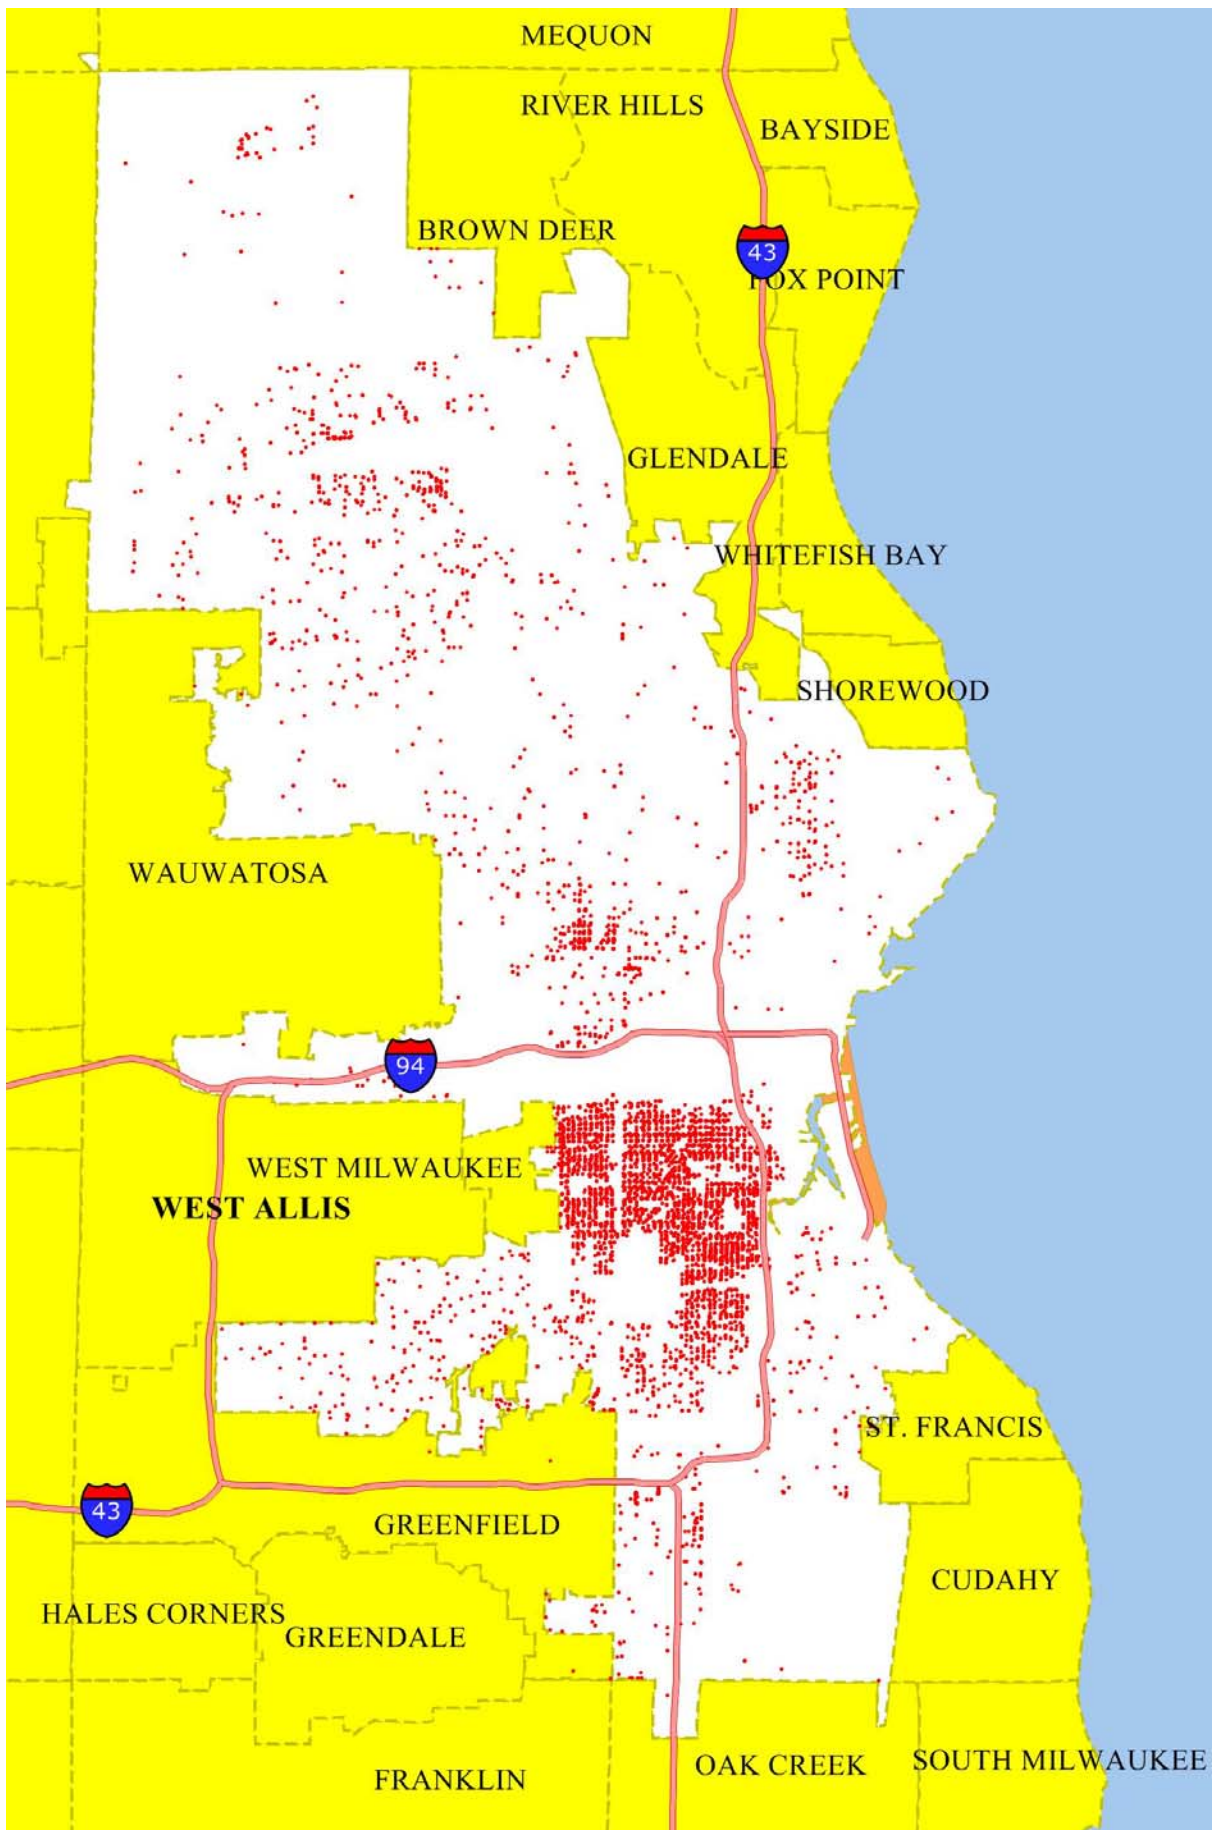 MEQUON
RIVER HILLS
BAYSIDE
BROWN DEER
43
FOX POINT
GLENDALE
WHITEFISH BAY
SHOREWOOD
WAUWATOSA
94
WEST MILWAUKEE
WEST ALLIS
ST. FRANCIS
43
GREENFIELD
CUDAHY
HALES CORNERS
GREENDALE
OAK CREEK
SOUTH MILWAUKEE
FRANKLIN